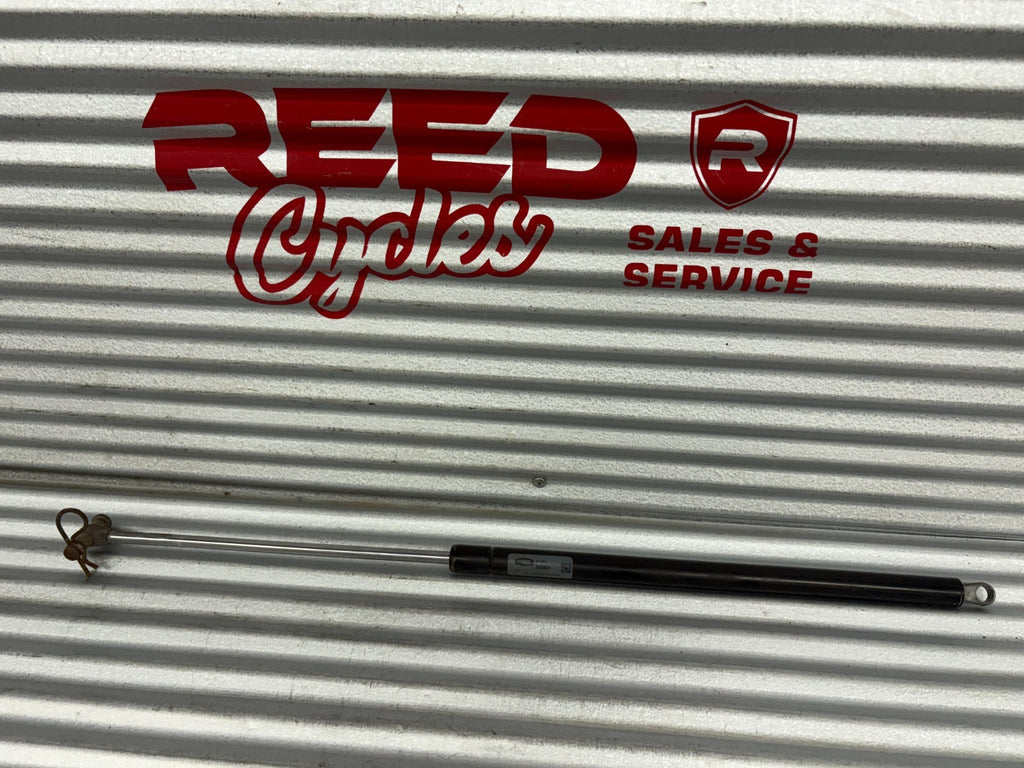 REED
Cycles
R
SALES &
SERVICE